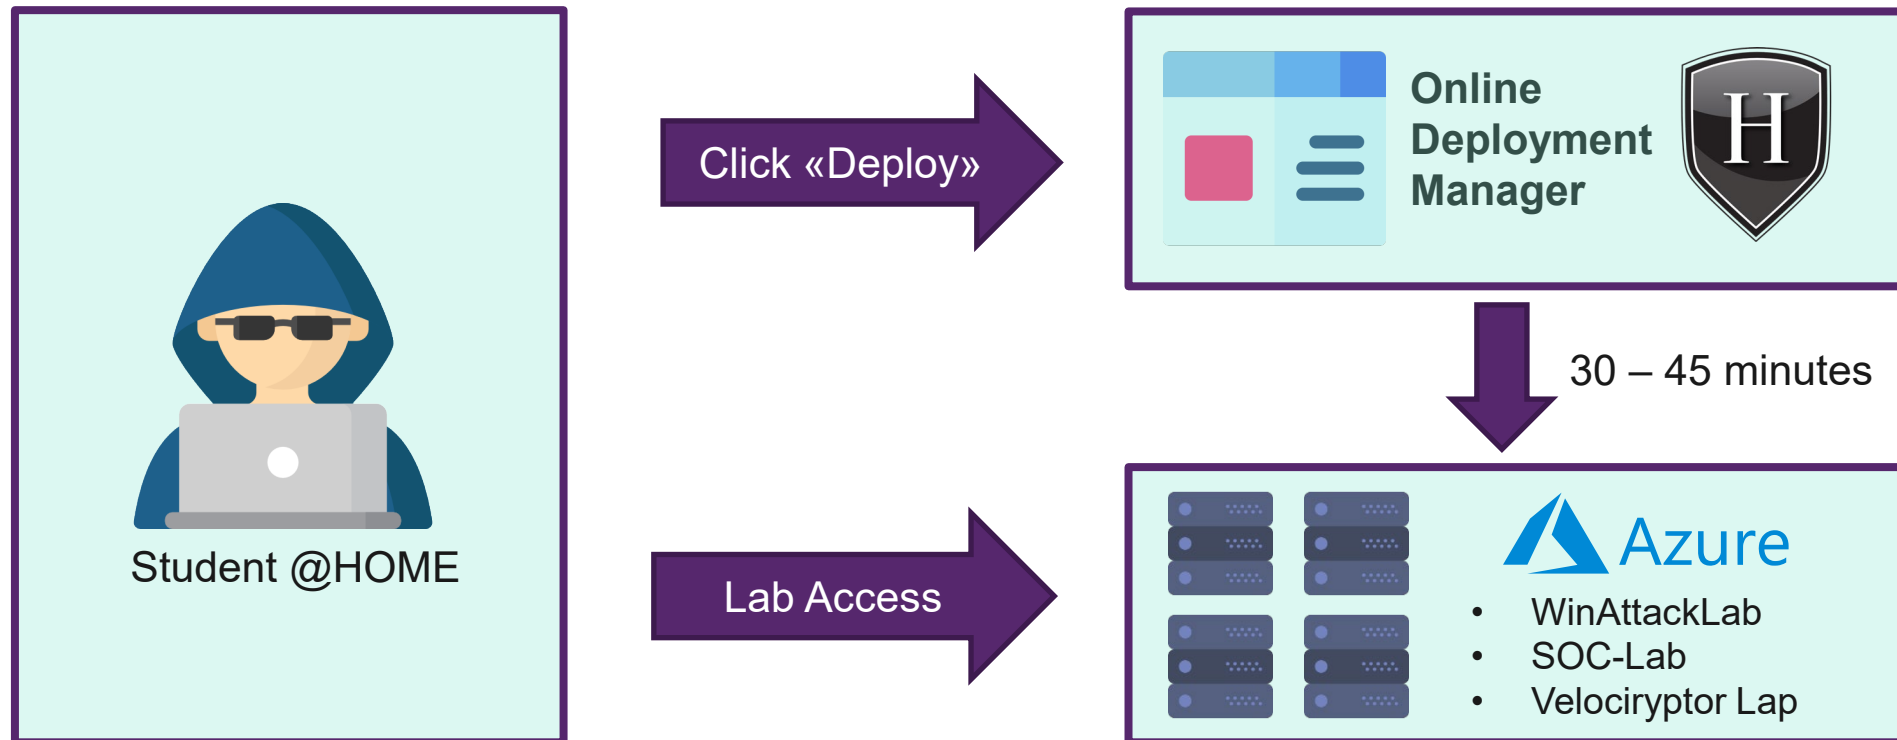 Student @HOME
Click «Deploy»
Online
Deployment
Manager
H
30 – 45 minutes
Lab Access
Azure
• WinAttackLab
• SOC-Lab
• Velociryptor Lap